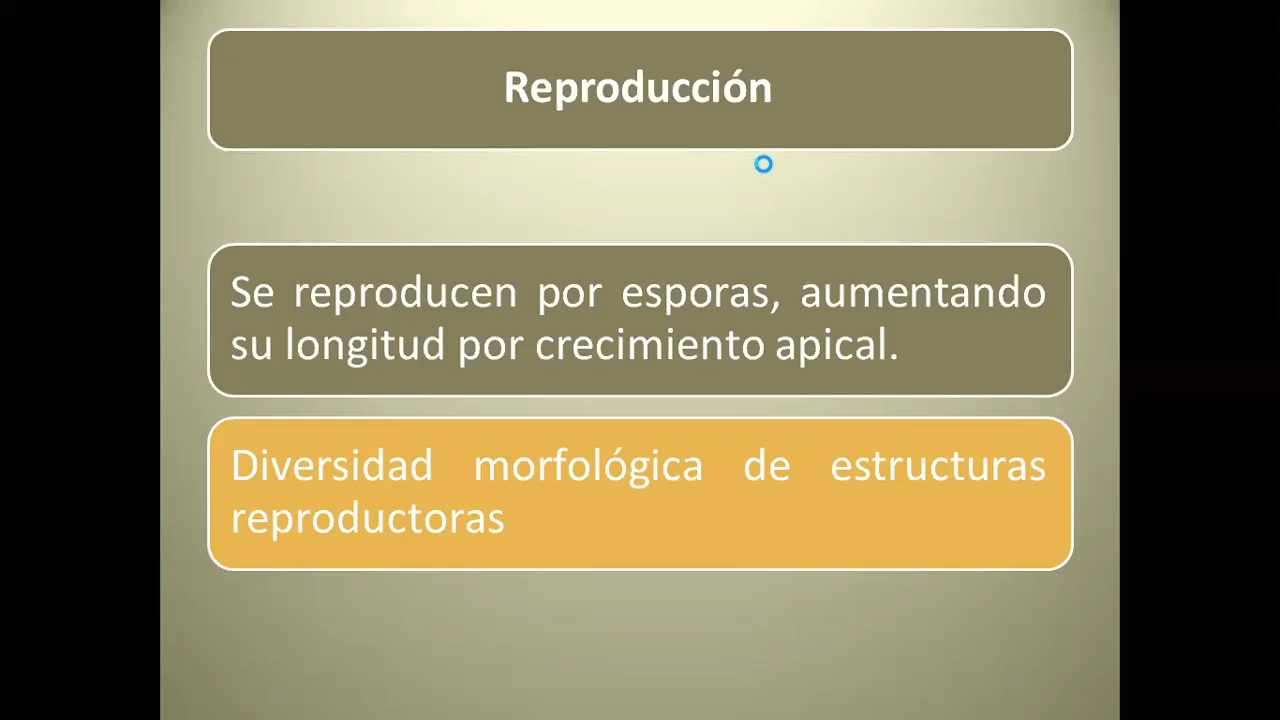 Reproducción
Se reproducen por esporas, aumentando
su longitud por crecimiento apical.
Diversidad morfológica de estructuras
reproductoras